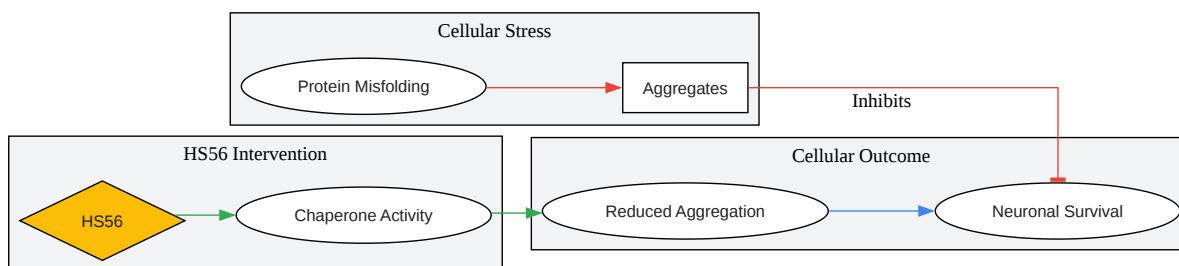 Cellular Stress
Protein Misfolding
Aggregates
Inhibits
HS56 Intervention
HS56
Chaperone Activity
Cellular Outcome
Reduced Aggregation
Neuronal Survival